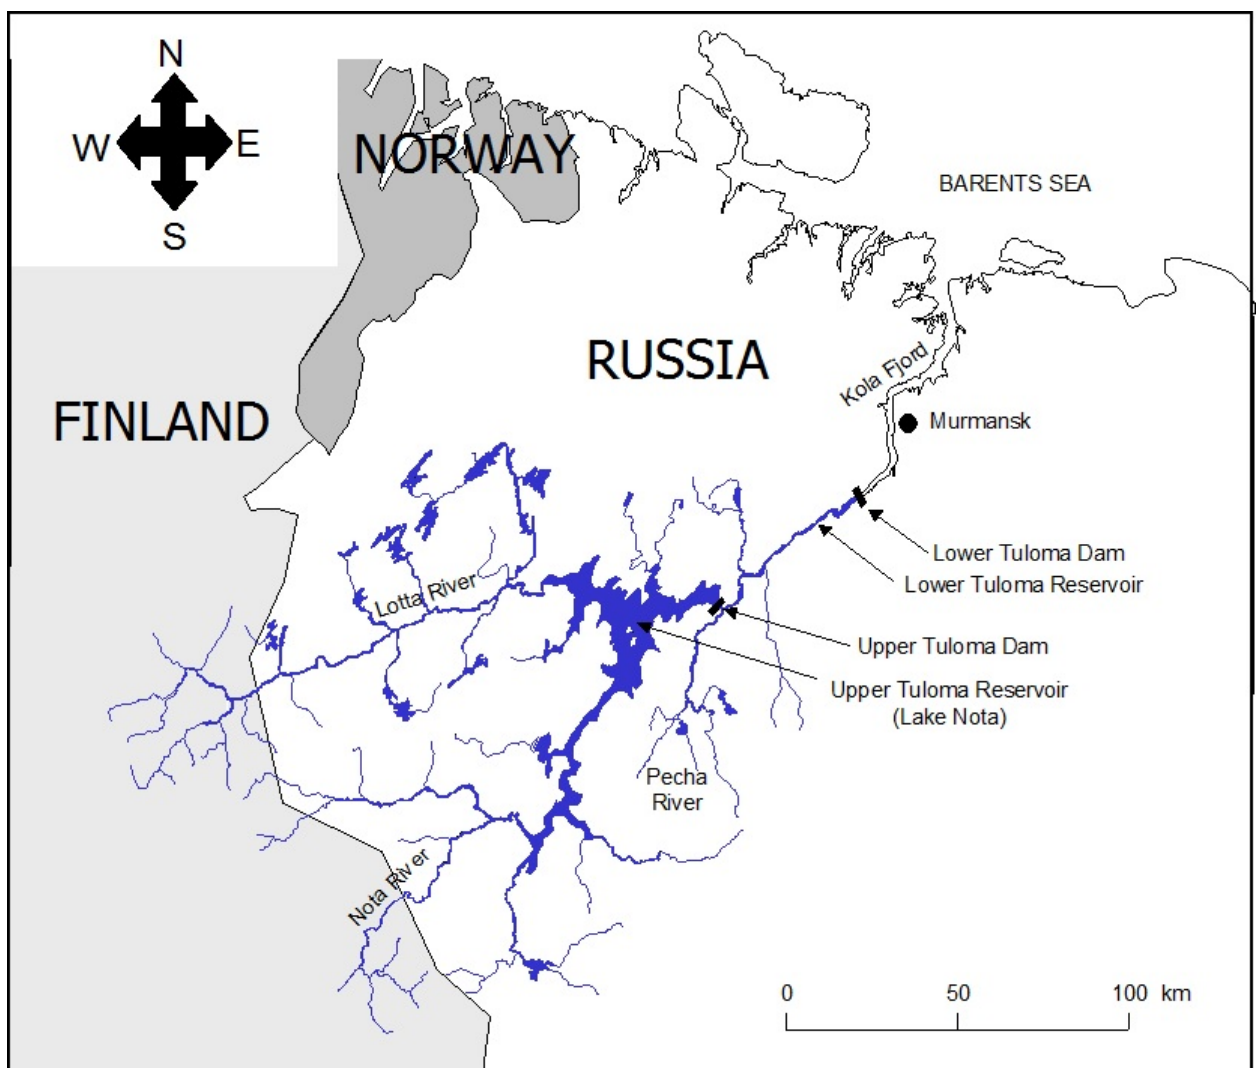 N
W E
S
NORWAY
BARENTS SEA
RUSSIA
Kola Fjord
FINLAND
Murmansk
Lower Tuloma Dam
Lower Tuloma Reservoir
Lotta River
Upper Tuloma Dam
Upper Tuloma Reservoir
(Lake Nota)
Pecha
River
Nota River
0 50 100 km